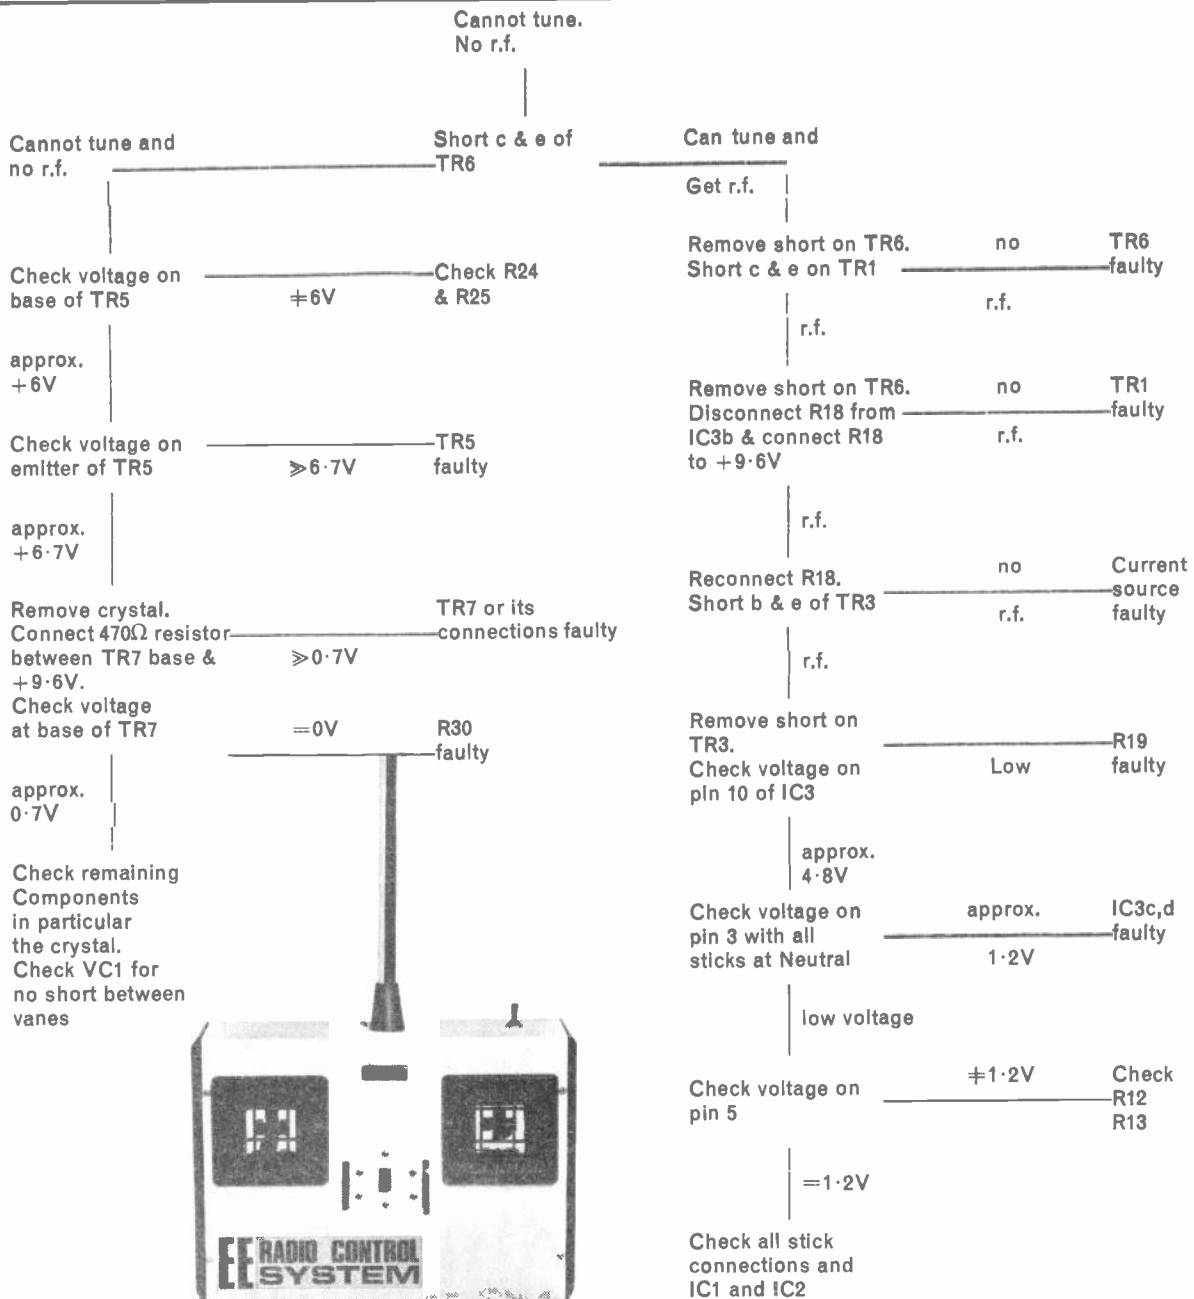 Cannot tune.
No r.f.
Cannot tune and
no r.f.
Short c & e of
TR6
Can tune and
Get r.f.
Check voltage on
base of TR5
≠6V
Check R24
& R25
approx.
+6V
Check voltage on
emitter of TR5
⩾6·7V
TR5
faulty
approx.
+6·7V
Remove crystal.
Connect 470Ω resistor
between TR7 base &
+9·6V.
Check voltage
at base of TR7
⩾0·7V
TR7 or its
connections faulty
=0V
R30
faulty
approx.
0·7V
Check remaining
Components
in particular
the crystal.
Check VC1 for
no short between
vanes
Remove short on TR6.
Short c & e on TR1
no
r.f.
TR6
faulty
r.f.
Remove short on TR6.
Disconnect R18 from
IC3b & connect R18
to +9·6V
no
r.f.
TR1
faulty
r.f.
Reconnect R18.
Short b & e of TR3
no
r.f.
Current
source
faulty
r.f.
Remove short on
TR3.
Check voltage on
pin 10 of IC3
Low
R19
faulty
approx.
4·8V
Check voltage on
pin 3 with all
sticks at Neutral
approx.
1·2V
IC3c,d
faulty
low voltage
Check voltage on
pin 5
≠1·2V
Check
R12
R13
=1·2V
Check all stick
connections and
IC1 and IC2
EE RADIO CONTROL
SYSTEM